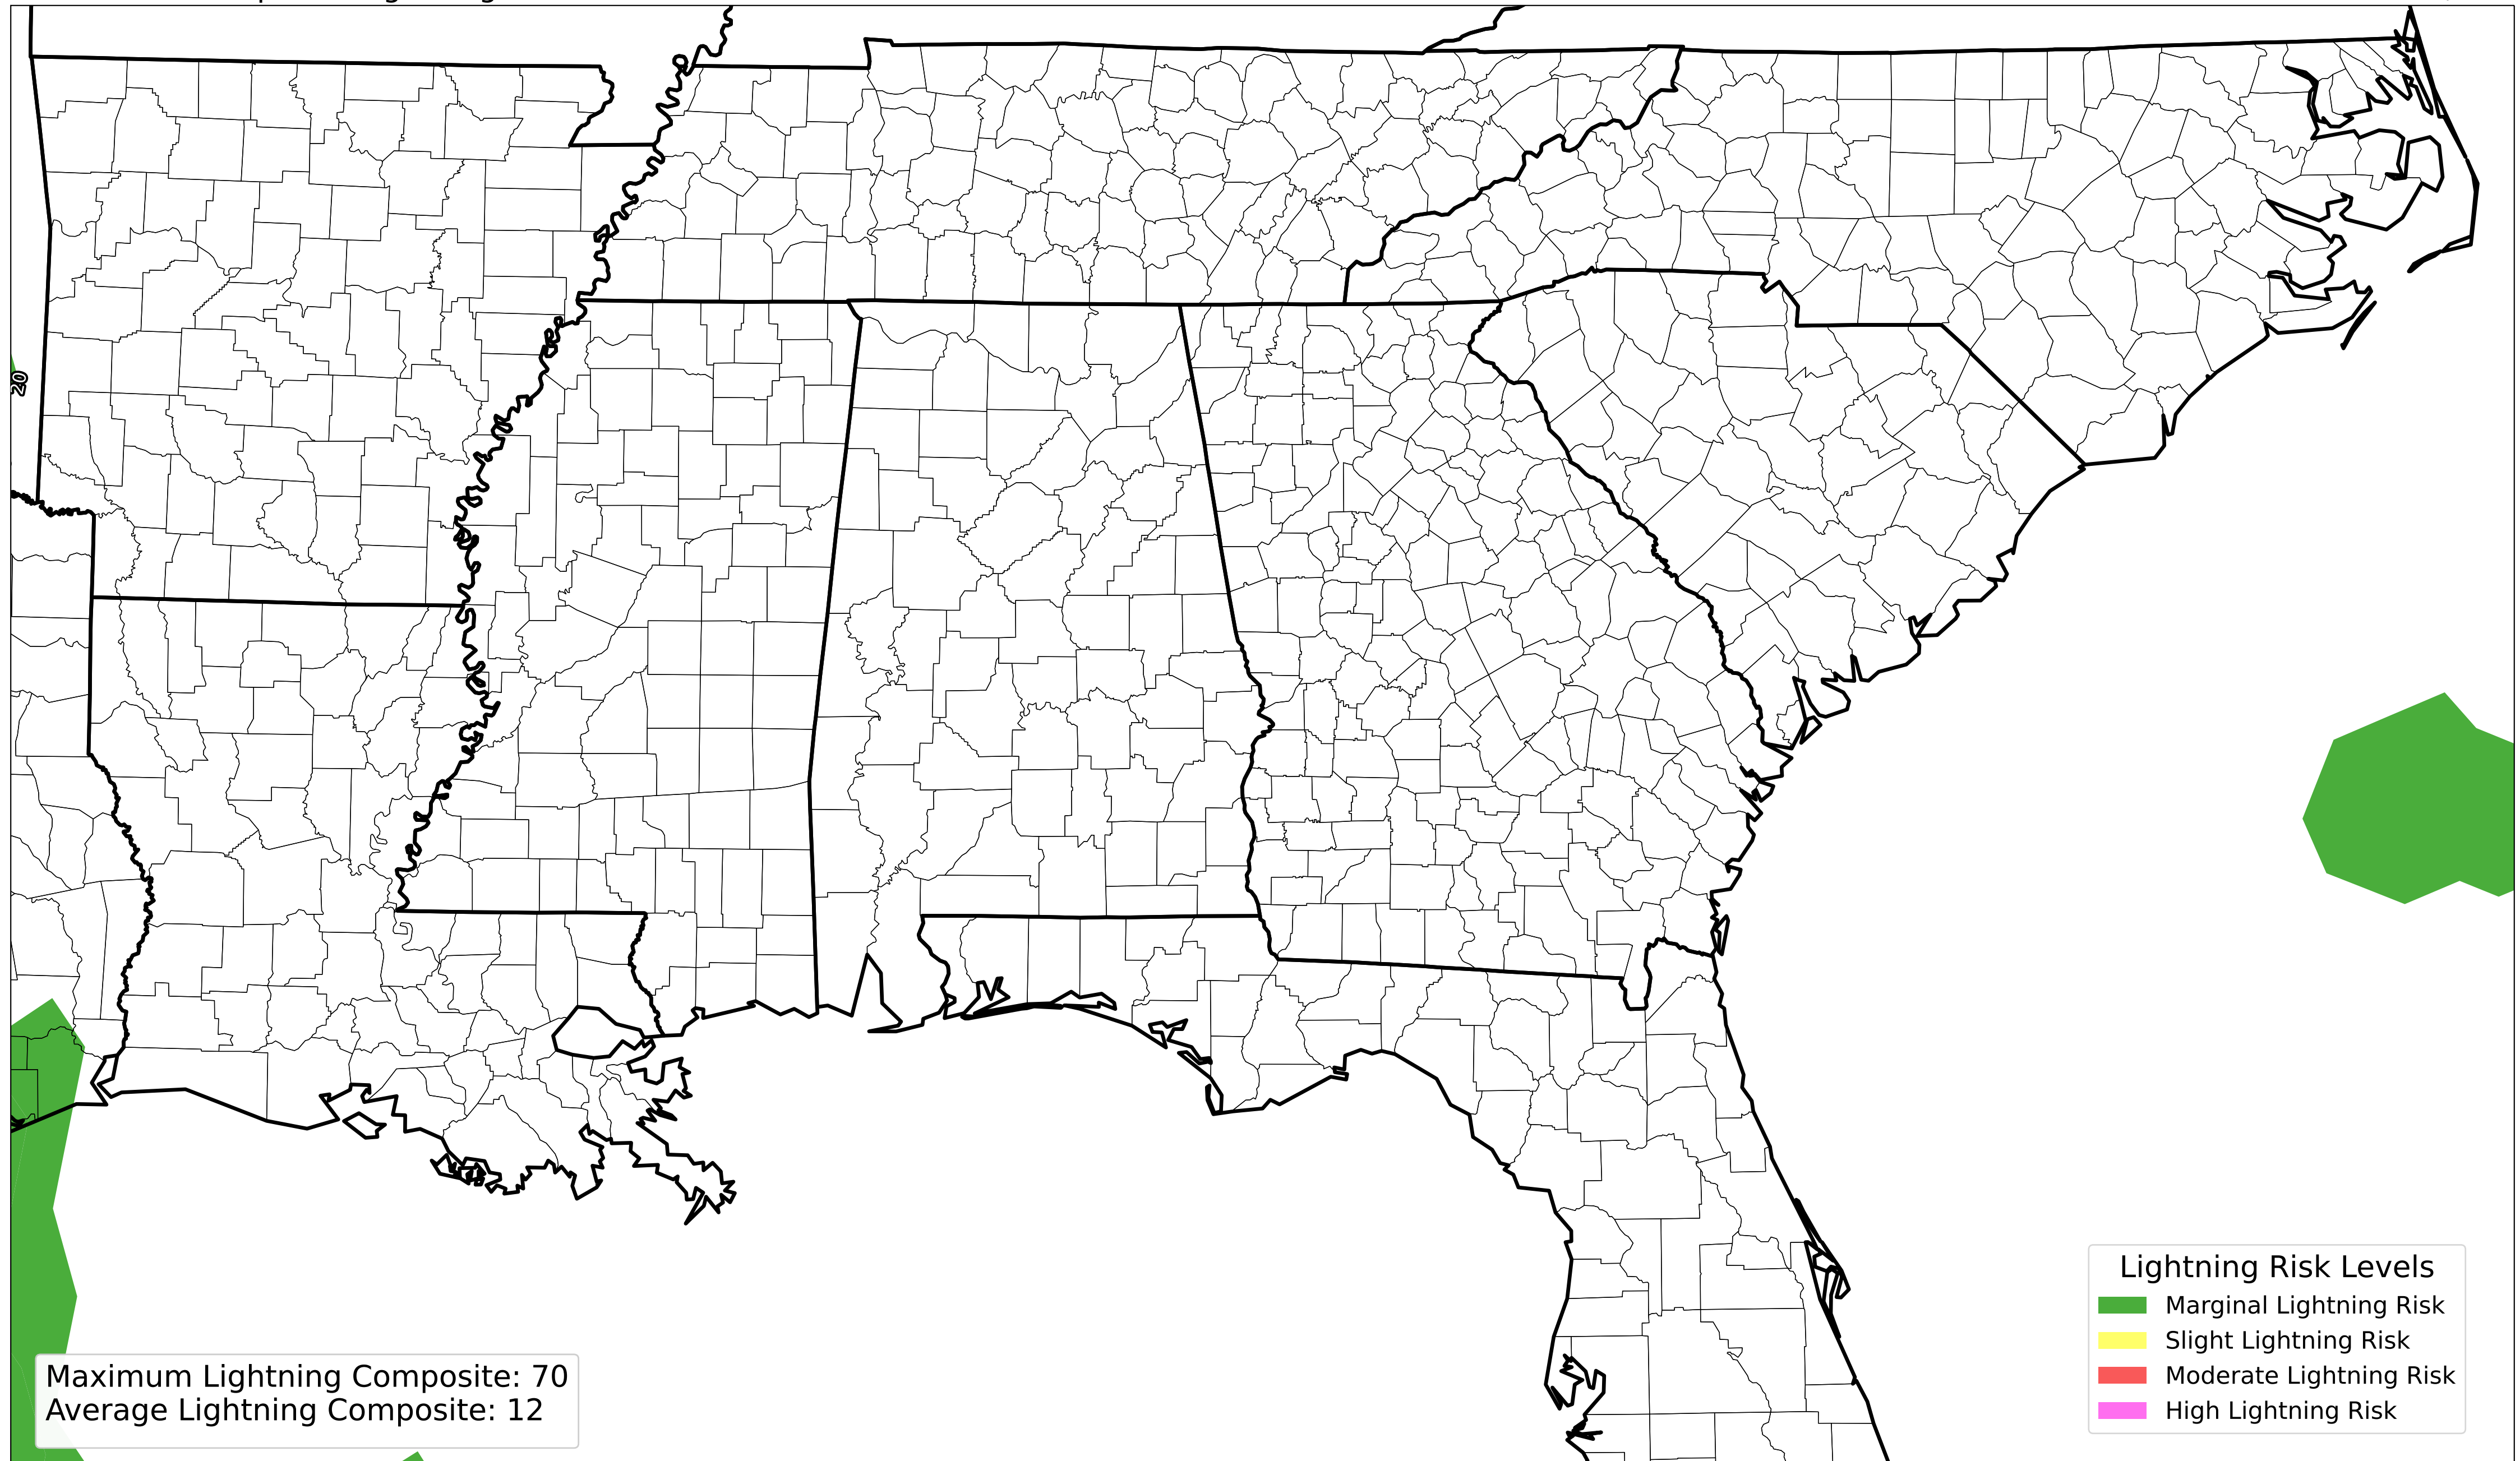 20
Maximum Lightning Composite: 70
Average Lightning Composite: 12
Lightning Risk Levels
Marginal Lightning Risk
Slight Lightning Risk
Moderate Lightning Risk
High Lightning Risk